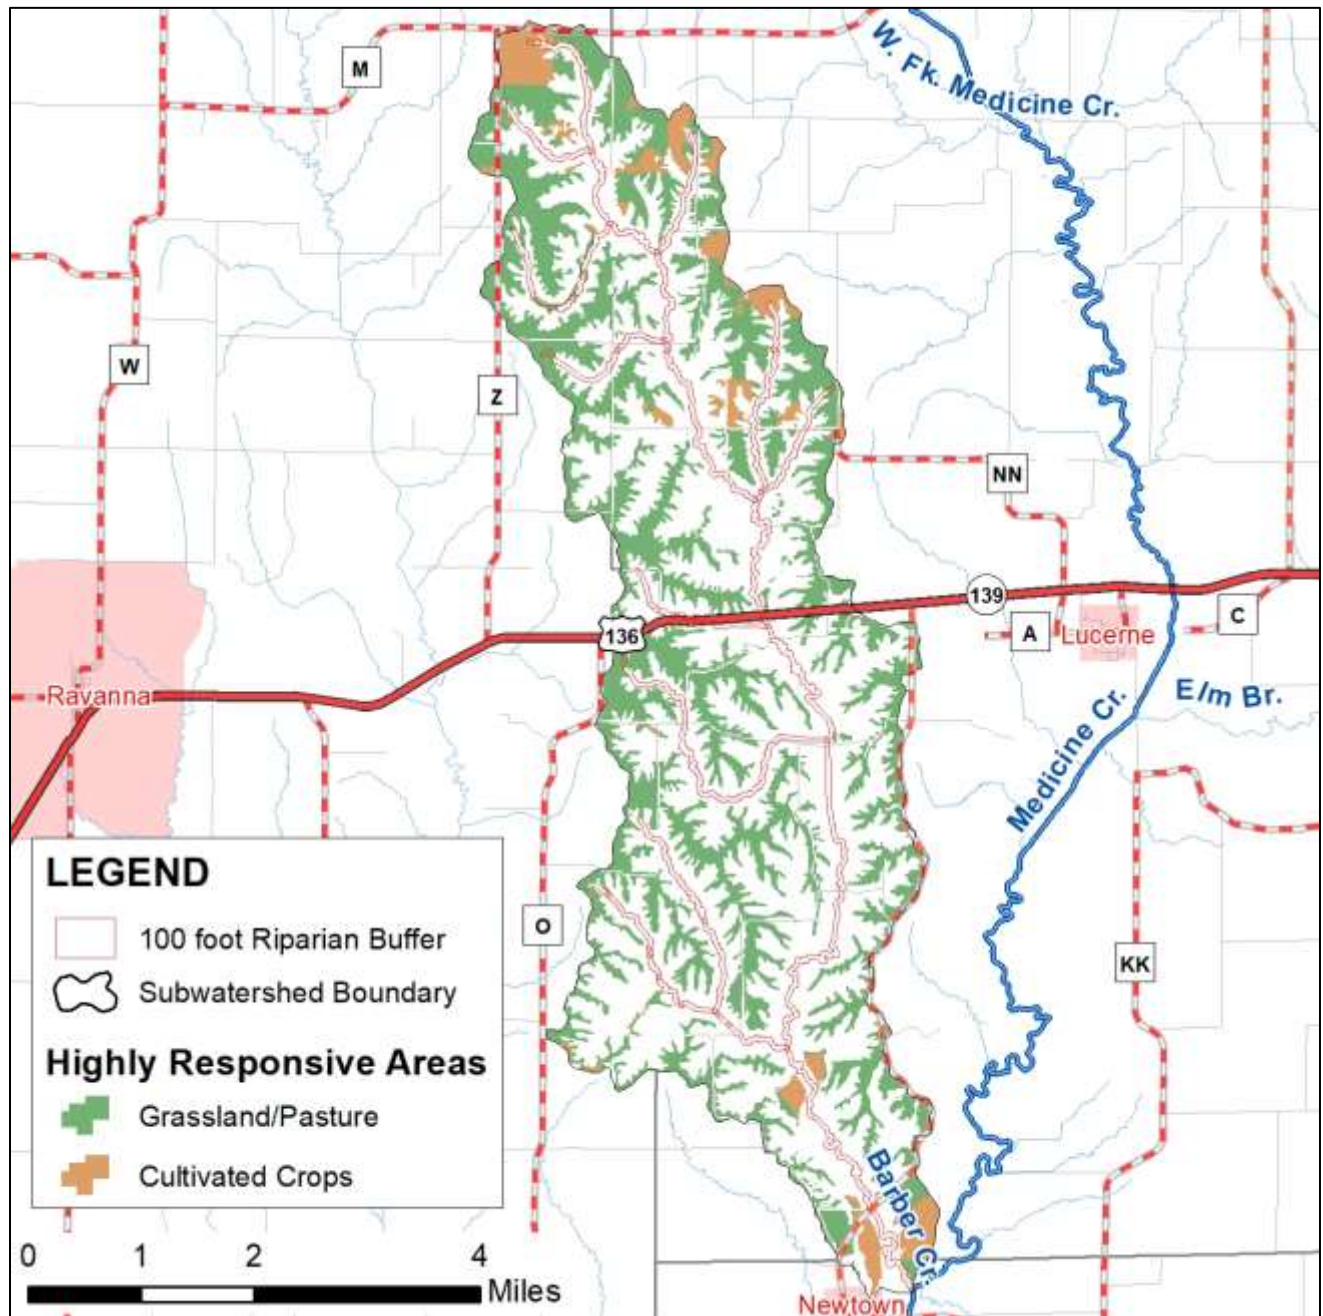 M
W. Fk. Medicine Cr.
W
Z
NN
139
136
A
Lucerne
C
Ravanna
E/m Br.
Medicine Cr.
LEGEND
100 foot Riparian Buffer
Subwatershed Boundary
Highly Responsive Areas
Grassland/Pasture
Cultivated Crops
O
KK
Barber Cr.
0 1 2 4
Miles
Newtown